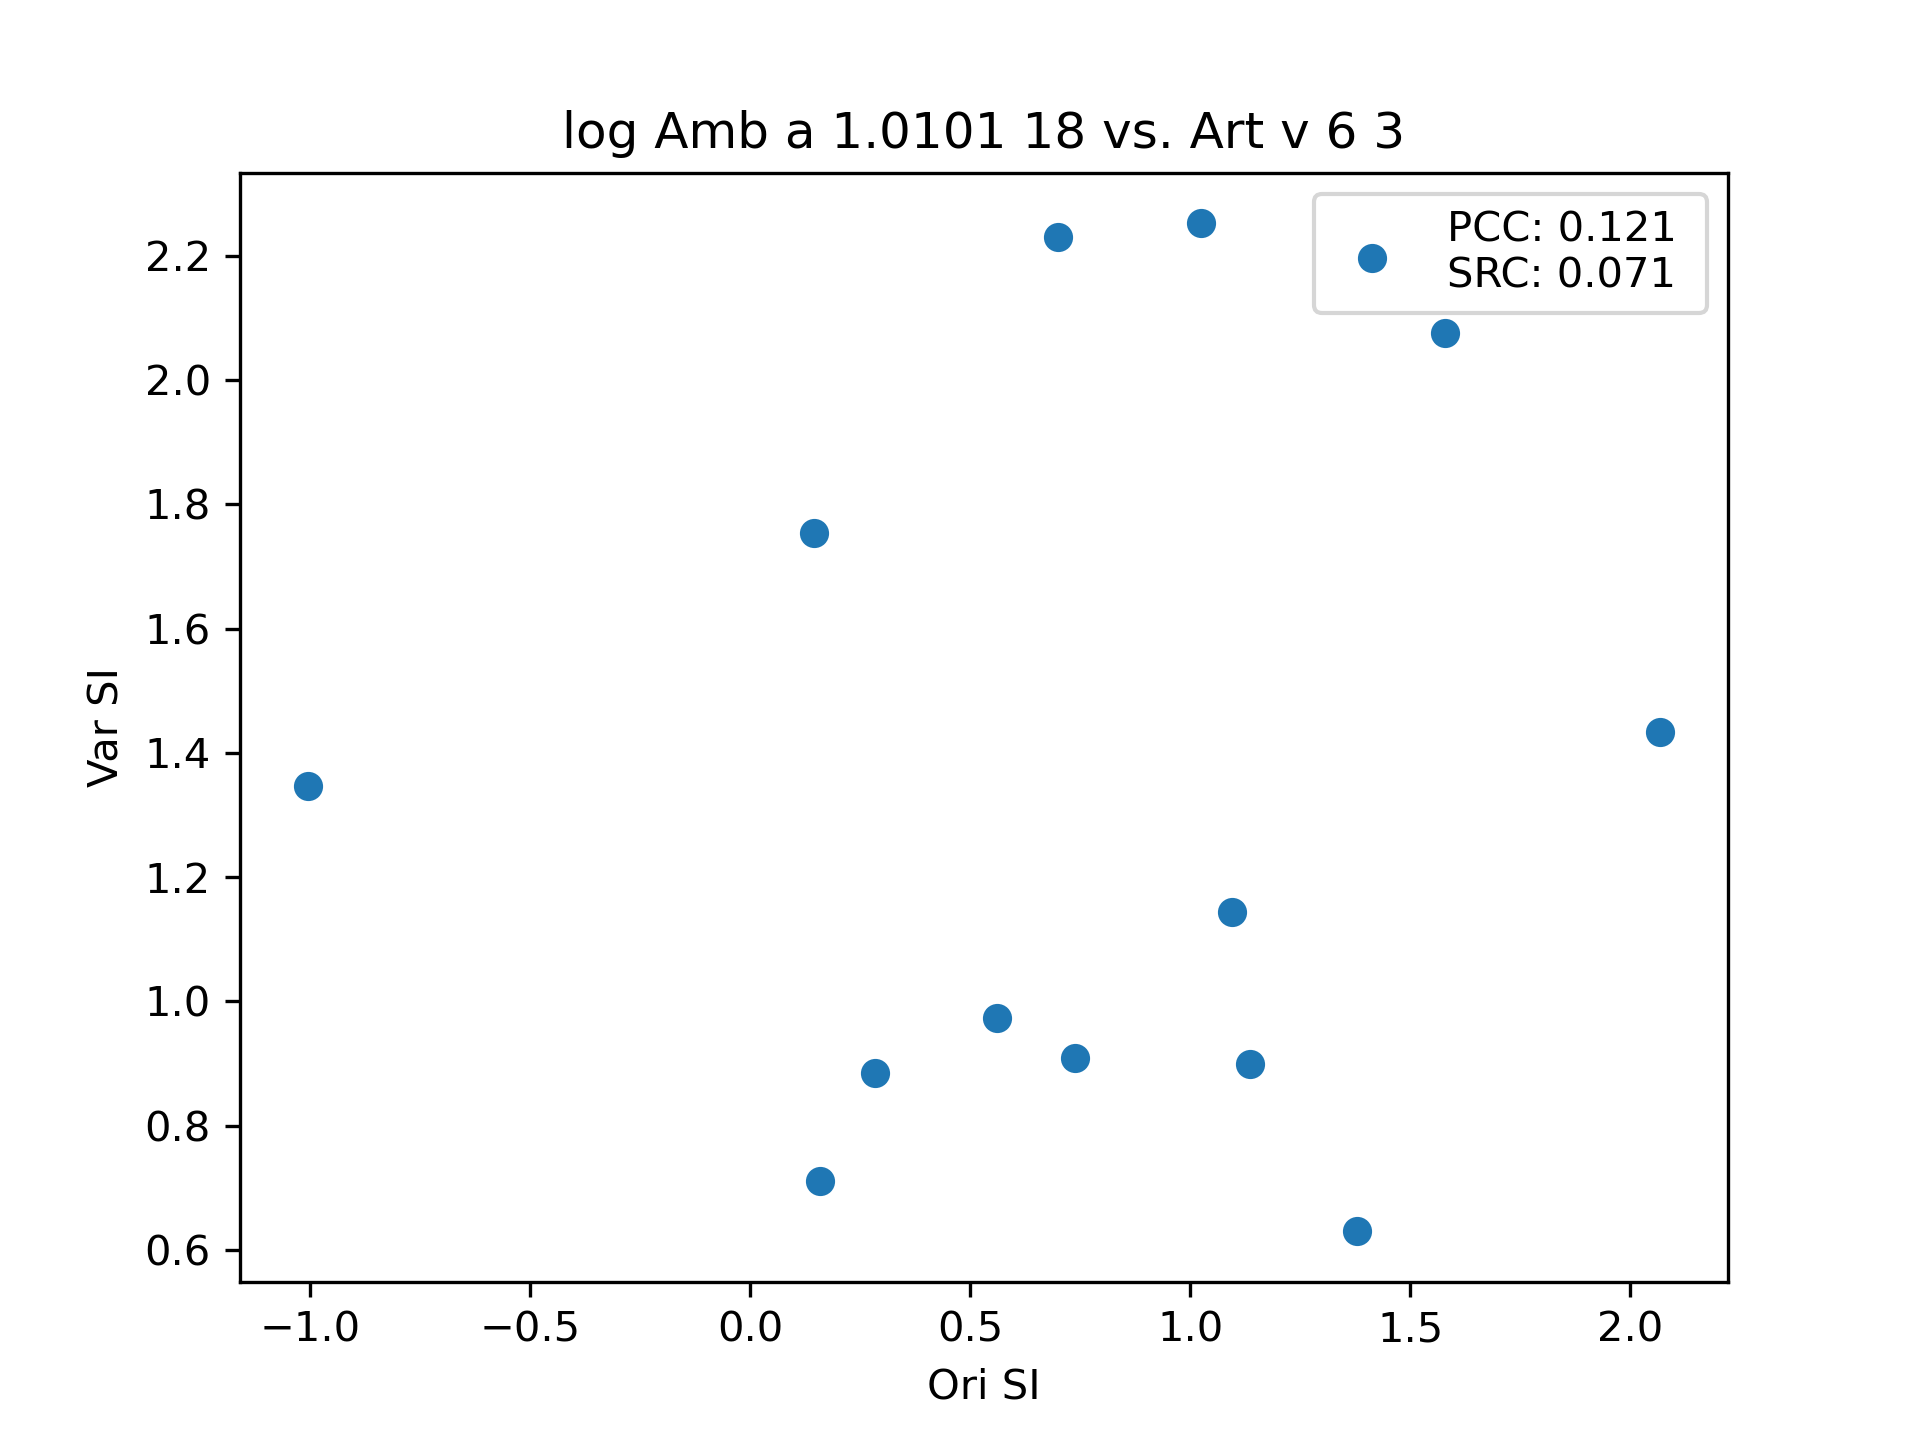 log Amb a 1.0101 18 vs. Art v 6 3
PCC: 0.121
SRC: 0.071
2.2
2.0
1.8
1.6
1.4
1.2
1.0
0.8
0.6
Var SI
−1.0 −0.5 0.0 0.5 1.0 1.5 2.0
Ori SI